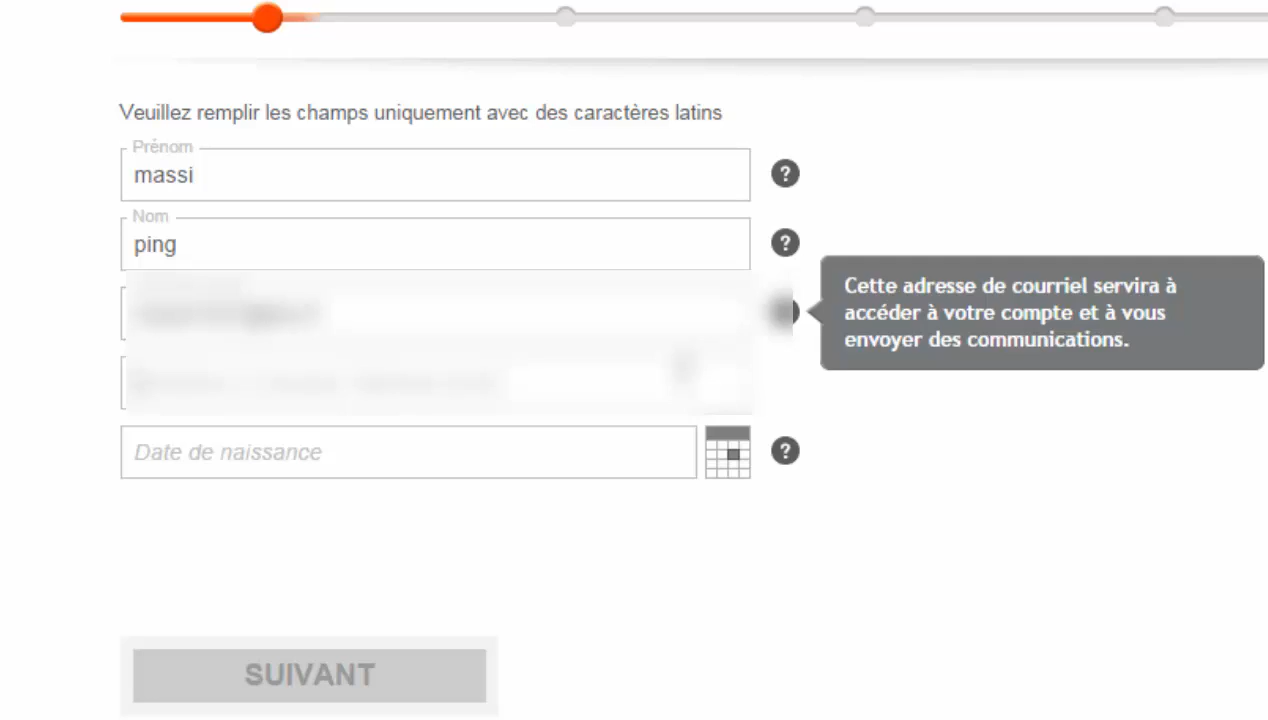 Veuillez remplir les champs uniquement avec des caractères latins
Prénom
massi
?
Nom
ping
?
Cette adresse de courriel servira à
accéder à votre compte et à vous
envoyer des communications.
Date de naissance
?
SUIVANT